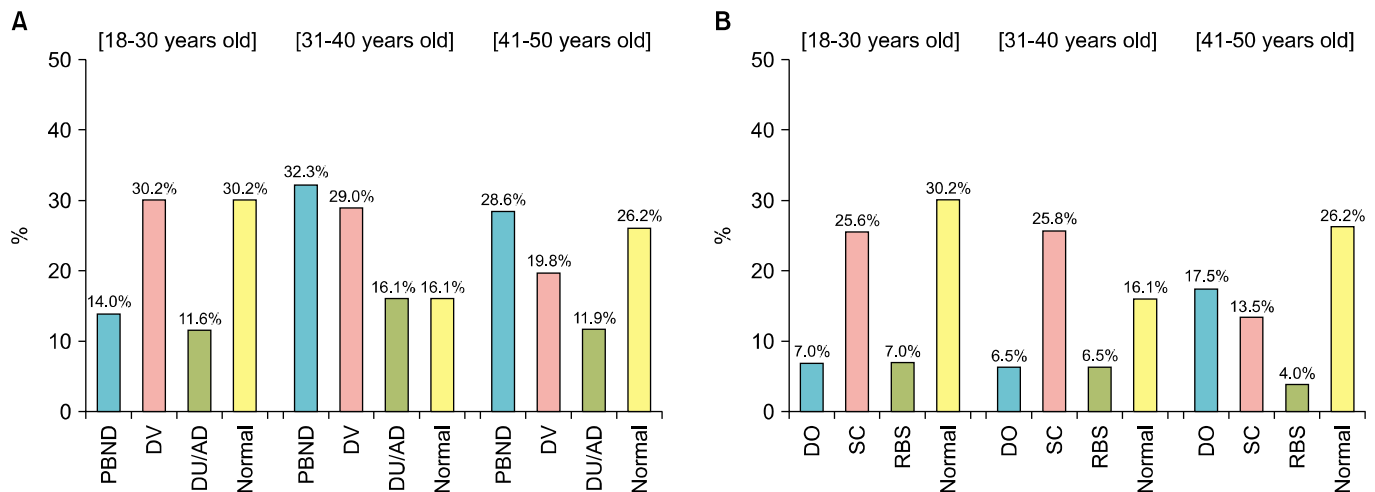 A
[18-30 years old] [31-40 years old] [41-50 years old]
50
40
30
20
10
0
%
14.0% 30.2% 11.6% 30.2% 32.3% 29.0% 16.1% 16.1% 28.6% 19.8% 11.9% 26.2%
PBND DV DU/AD Normal PBND DV DU/AD Normal PBND DV DU/AD Normal
B
[18-30 years old] [31-40 years old] [41-50 years old]
50
40
30
20
10
0
%
7.0% 25.6% 7.0% 30.2% 6.5% 25.8% 6.5% 16.1% 17.5% 13.5% 4.0% 26.2%
DO SC RBS Normal DO SC RBS Normal DO SC RBS Normal